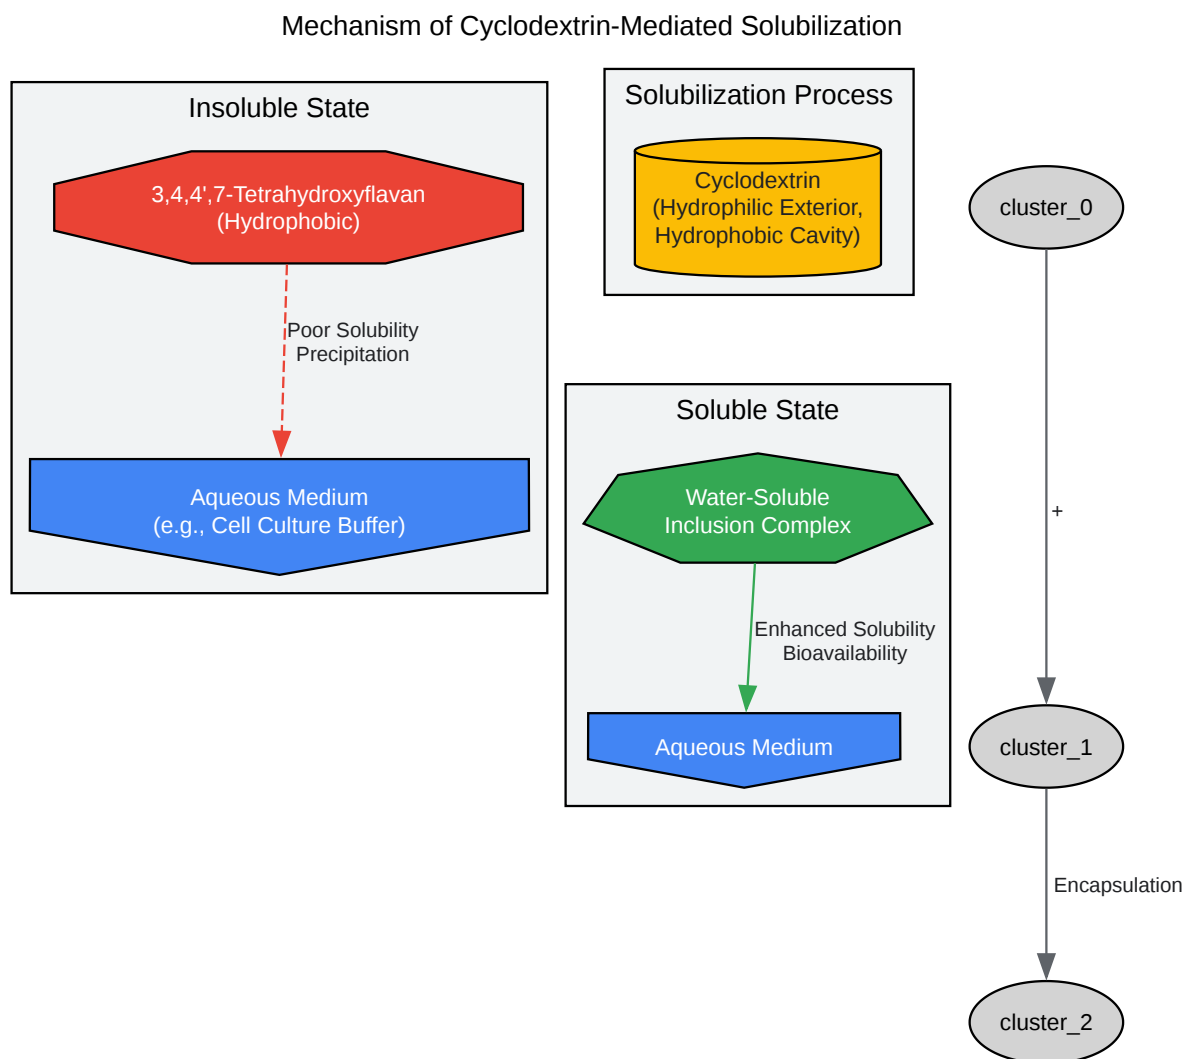 Mechanism of Cyclodextrin-Mediated Solubilization
Insoluble State
3,4,4',7-Tetrahydroxyflavan
(Hydrophobic)
Poor Solubility
Precipitation
Aqueous Medium
(e.g., Cell Culture Buffer)
Solubilization Process
Cyclodextrin
(Hydrophilic Exterior,
Hydrophobic Cavity)
Soluble State
Water-Soluble
Inclusion Complex
Enhanced Solubility
Bioavailability
Aqueous Medium
cluster_0
+
cluster_1
Encapsulation
cluster_2